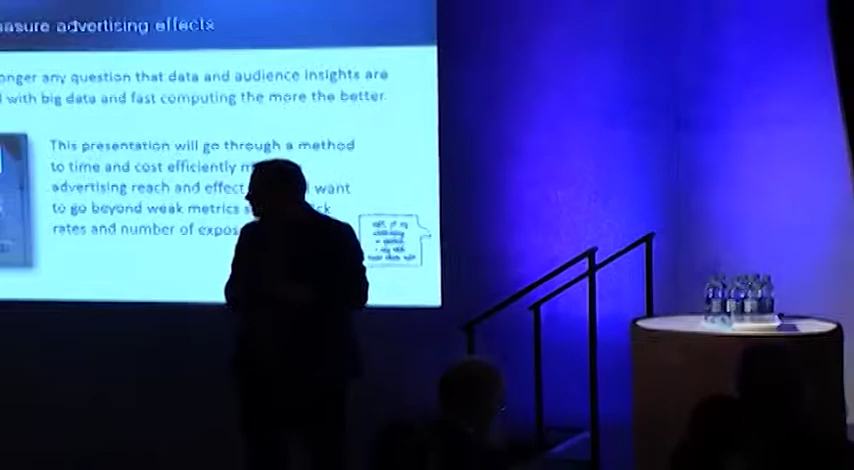 asure advertising effects
onger any question that data and audience insights are
with big data and fast computing the more the better.
This presentation will go through a method
to time and cost efficiently
advertising reach and effect want
to go beyond weak metrics
rates and number of expos